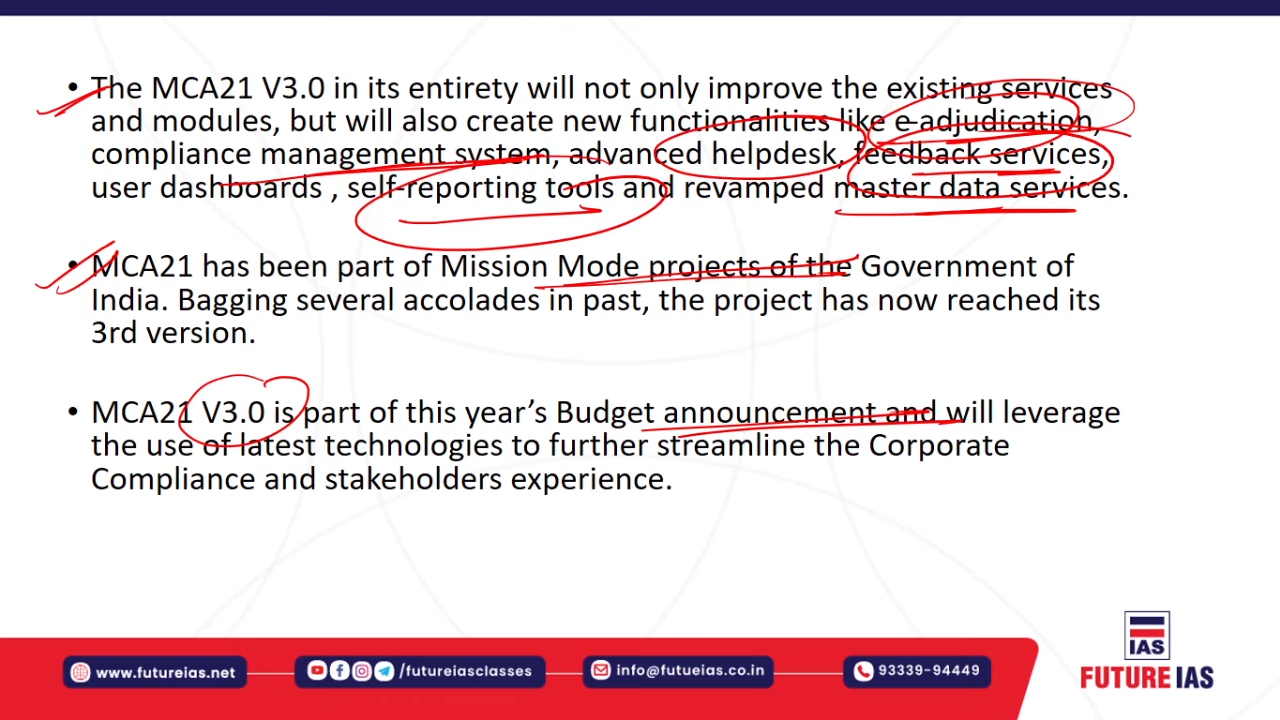 • The MCA21 V3.0 in its entirety will not only improve the existing services
and modules, but will also create new functionalities like e-adjudication,
compliance management system, advanced helpdesk, feedback services,
user dashboards , self-reporting tools and revamped master data services.
• MCA21 has been part of Mission Mode projects of the Government of
India. Bagging several accolades in past, the project has now reached its
3rd version.
• MCA21 V3.0 is part of this year’s Budget announcement and will leverage
the use of latest technologies to further streamline the Corporate
Compliance and stakeholders experience.
IAS
FUTURE IAS
www.futureias.net
/futureiasclasses
info@futueias.co.in
93339-94449